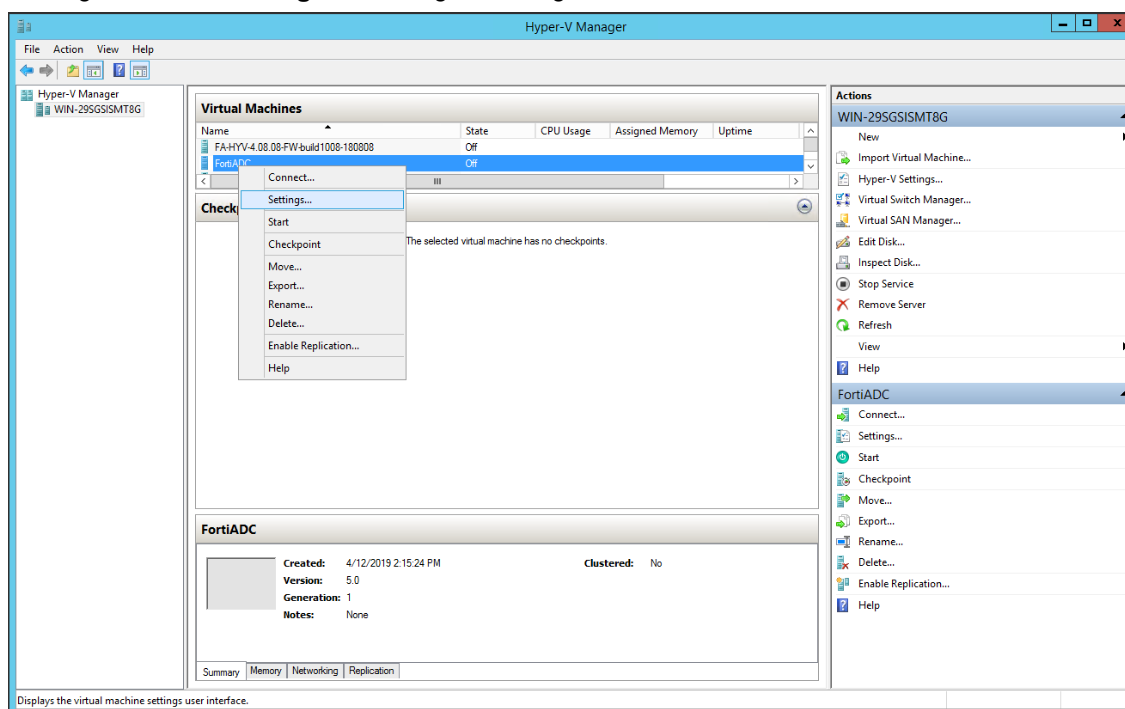 Hyper-V Manager
File Action View Help
Hyper-V Manager
WIN-29SGSISMT8G
Virtual Machines
Name State CPU Usage Assigned Memory Uptime
FA-HYV-4.08.08-FW-build1008-180808 Off
FortiADC Off
Connect...
Settings...
Start
Checkpoint
Move...
Export...
Rename...
Delete...
Enable Replication...
Help
The selected virtual machine has no checkpoints.
FortiADC
Created: 4/12/2019 2:15:24 PM Clustered: No
Version: 5.0
Generation: 1
Notes: None
Summary Memory Networking Replication
Actions
WIN-29SGSISMT8G
New
Import Virtual Machine...
Hyper-V Settings...
Virtual Switch Manager...
Virtual SAN Manager...
Edit Disk...
Inspect Disk...
Stop Service
Remove Server
Refresh
View
Help
FortiADC
Connect...
Settings...
Start
Checkpoint
Move...
Export...
Rename...
Delete...
Enable Replication...
Help
Displays the virtual machine settings user interface.